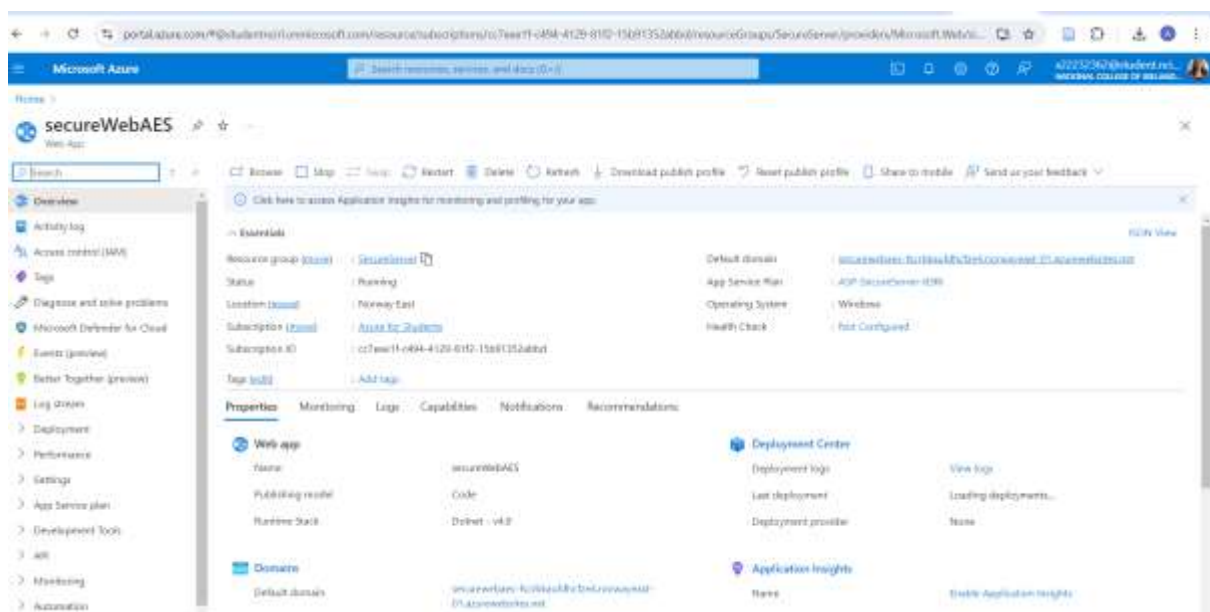 Microsoft Azure
Search resources, services, and docs (G+/)
Home >
secureWebAES
Web App
Search
Browse Stop Swap Restart Delete Refresh Download publish profile Reset publish profile Share to mobile Send us your feedback
Overview
Click here to access Application Insights for monitoring and profiling for your app.
Activity log
Essentials
JSON View
Access control (IAM)
Resource group (move) : SecureServer
Default domain
Tags
Status : Running
App Service Plan
Diagnose and solve problems
Location (move) : Norway East
Operating System : Windows
Microsoft Defender for Cloud
Subscription (move) : Azure for Students
Health Check : Not Configured
Events (preview)
Subscription ID
Better Together (preview)
Tags (edit) : Add tags
Log stream
Properties Monitoring Logs Capabilities Notifications Recommendations
Deployment
Performance
Web app
Deployment Center
Settings
Name secureWebAES
Deployment logs View logs
App Service plan
Publishing model Code
Last deployment Loading deployments...
Development Tools
Runtime Stack Dotnet - v4.0
Deployment provider None
API
Monitoring
Domains
Application Insights
Automation
Default domain
Name Enable Application Insights